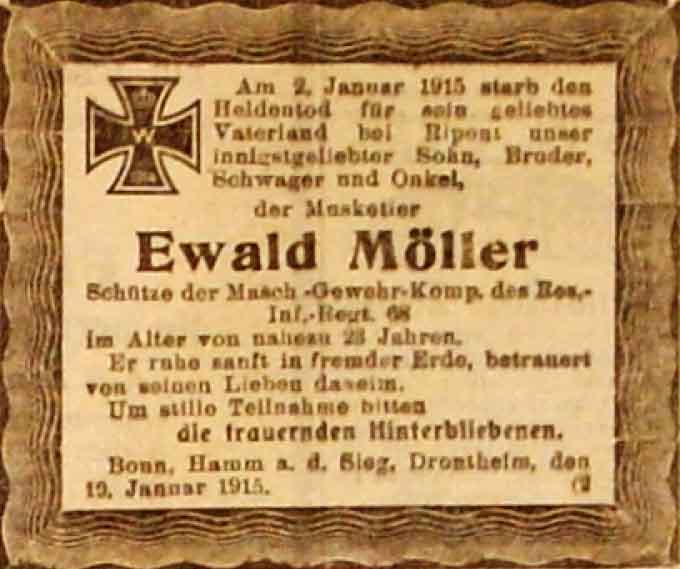 Am 2. Januar 1915 starb den
Heldentod für sein geliebtes
Vaterland bei Ripont unser
innigstgeliebter Sohn, Bruder,
Schwager und Onkel,
der Musketier
Ewald Möller
Schütze der Masch.-Gewehr-Komp. des Res.-
Inf.-Regt. 68
im Alter von nahezu 23 Jahren.
Er ruhe sanft in fremder Erde, betrauert
von seinen Lieben daheim.
Um stille Teilnahme bitten
die trauernden Hinterbliebenen.
Bonn, Hamm a. d. Sieg, Drontheim, den
19. Januar 1915. (2
W